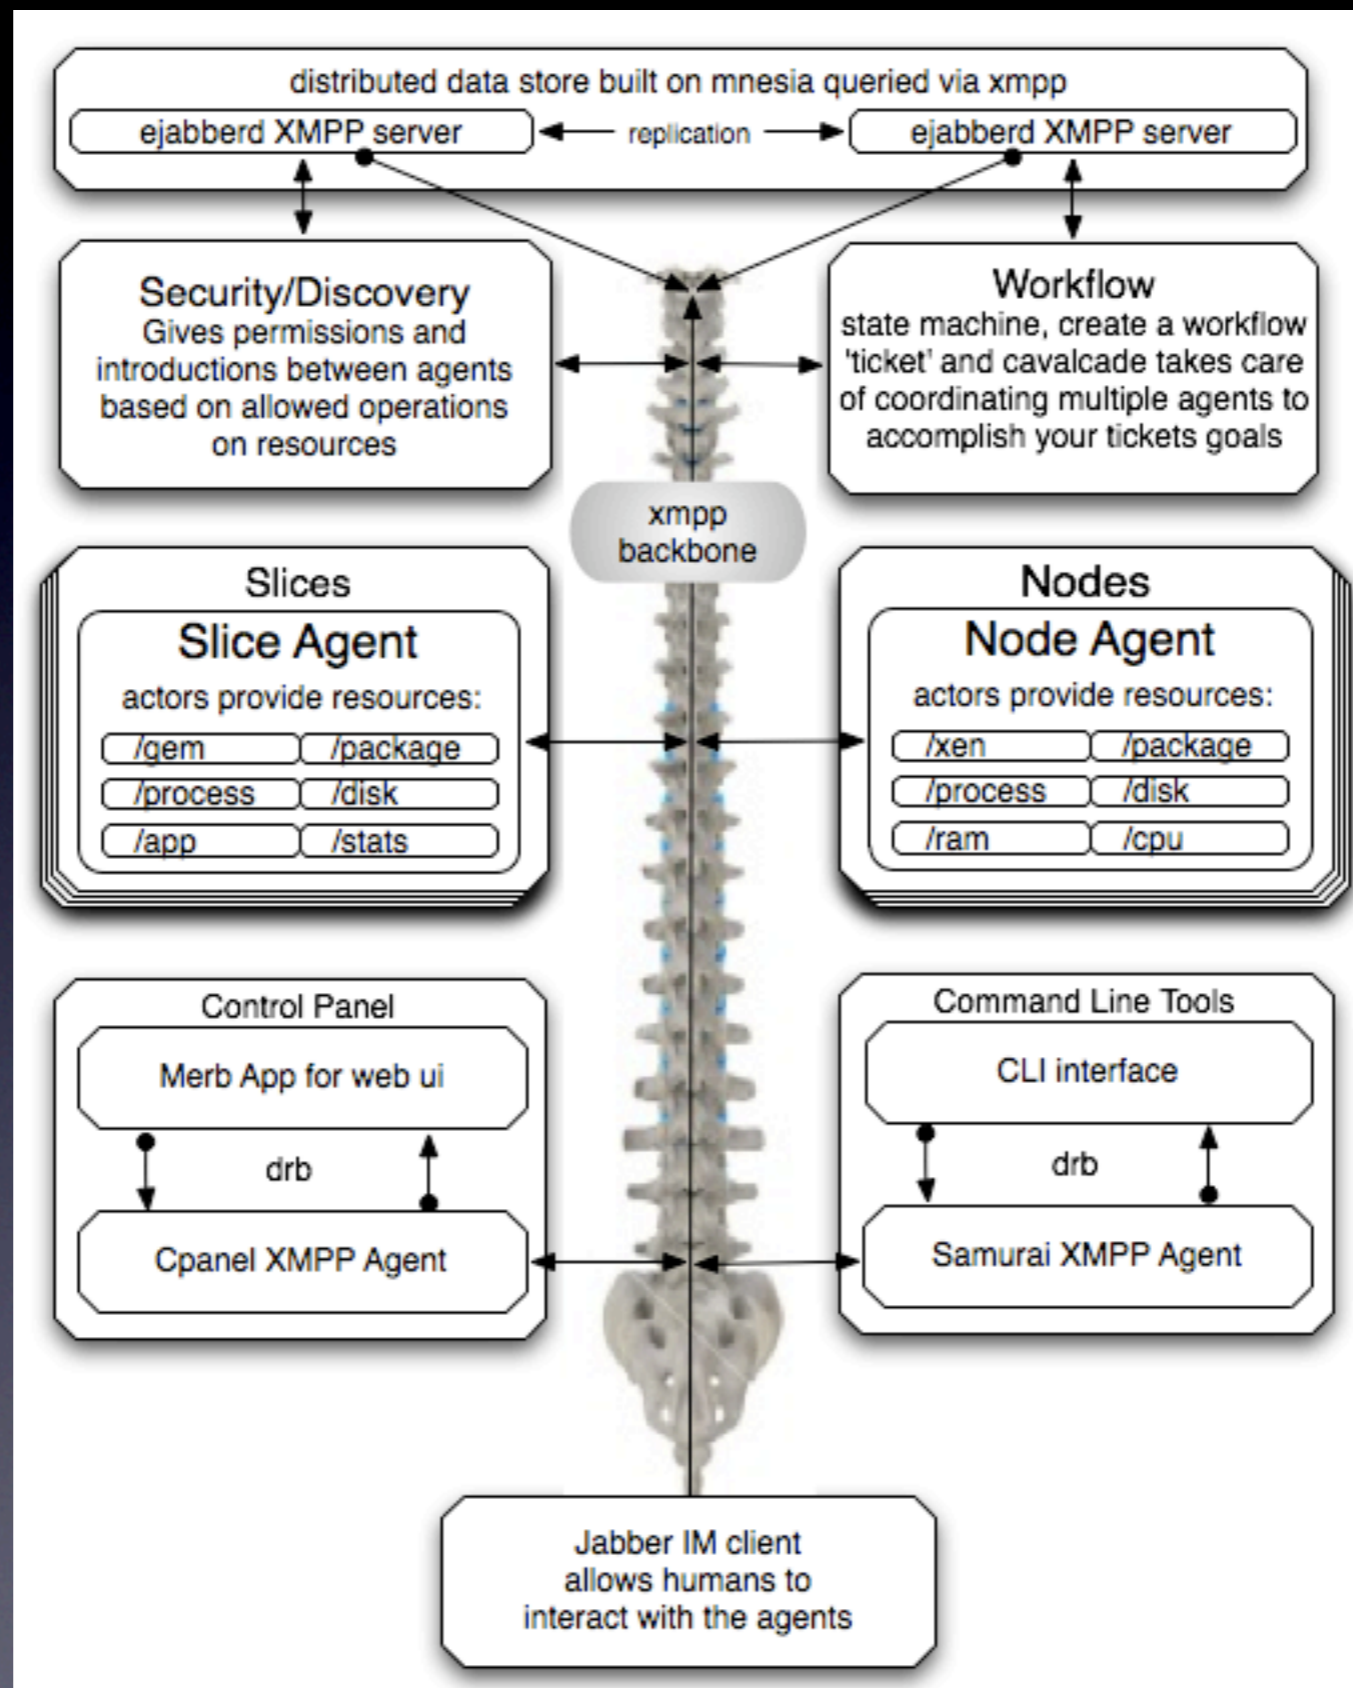 distributed data store built on mnesia queried via xmpp
ejabberd XMPP server
replication
ejabberd XMPP server
Security/Discovery
Gives permissions and
introductions between agents
based on allowed operations
on resources
Workflow
state machine, create a workflow
'ticket' and cavalcade takes care
of coordinating multiple agents to
accomplish your tickets goals
xmpp
backbone
Slices
Slice Agent
actors provide resources:
/gem
/package
/process
/disk
/app
/stats
Nodes
Node Agent
actors provide resources:
/xen
/package
/process
/disk
/ram
/cpu
Control Panel
Merb App for web ui
drb
Cpanel XMPP Agent
Command Line Tools
CLI interface
drb
Samurai XMPP Agent
Jabber IM client
allows humans to
interact with the agents